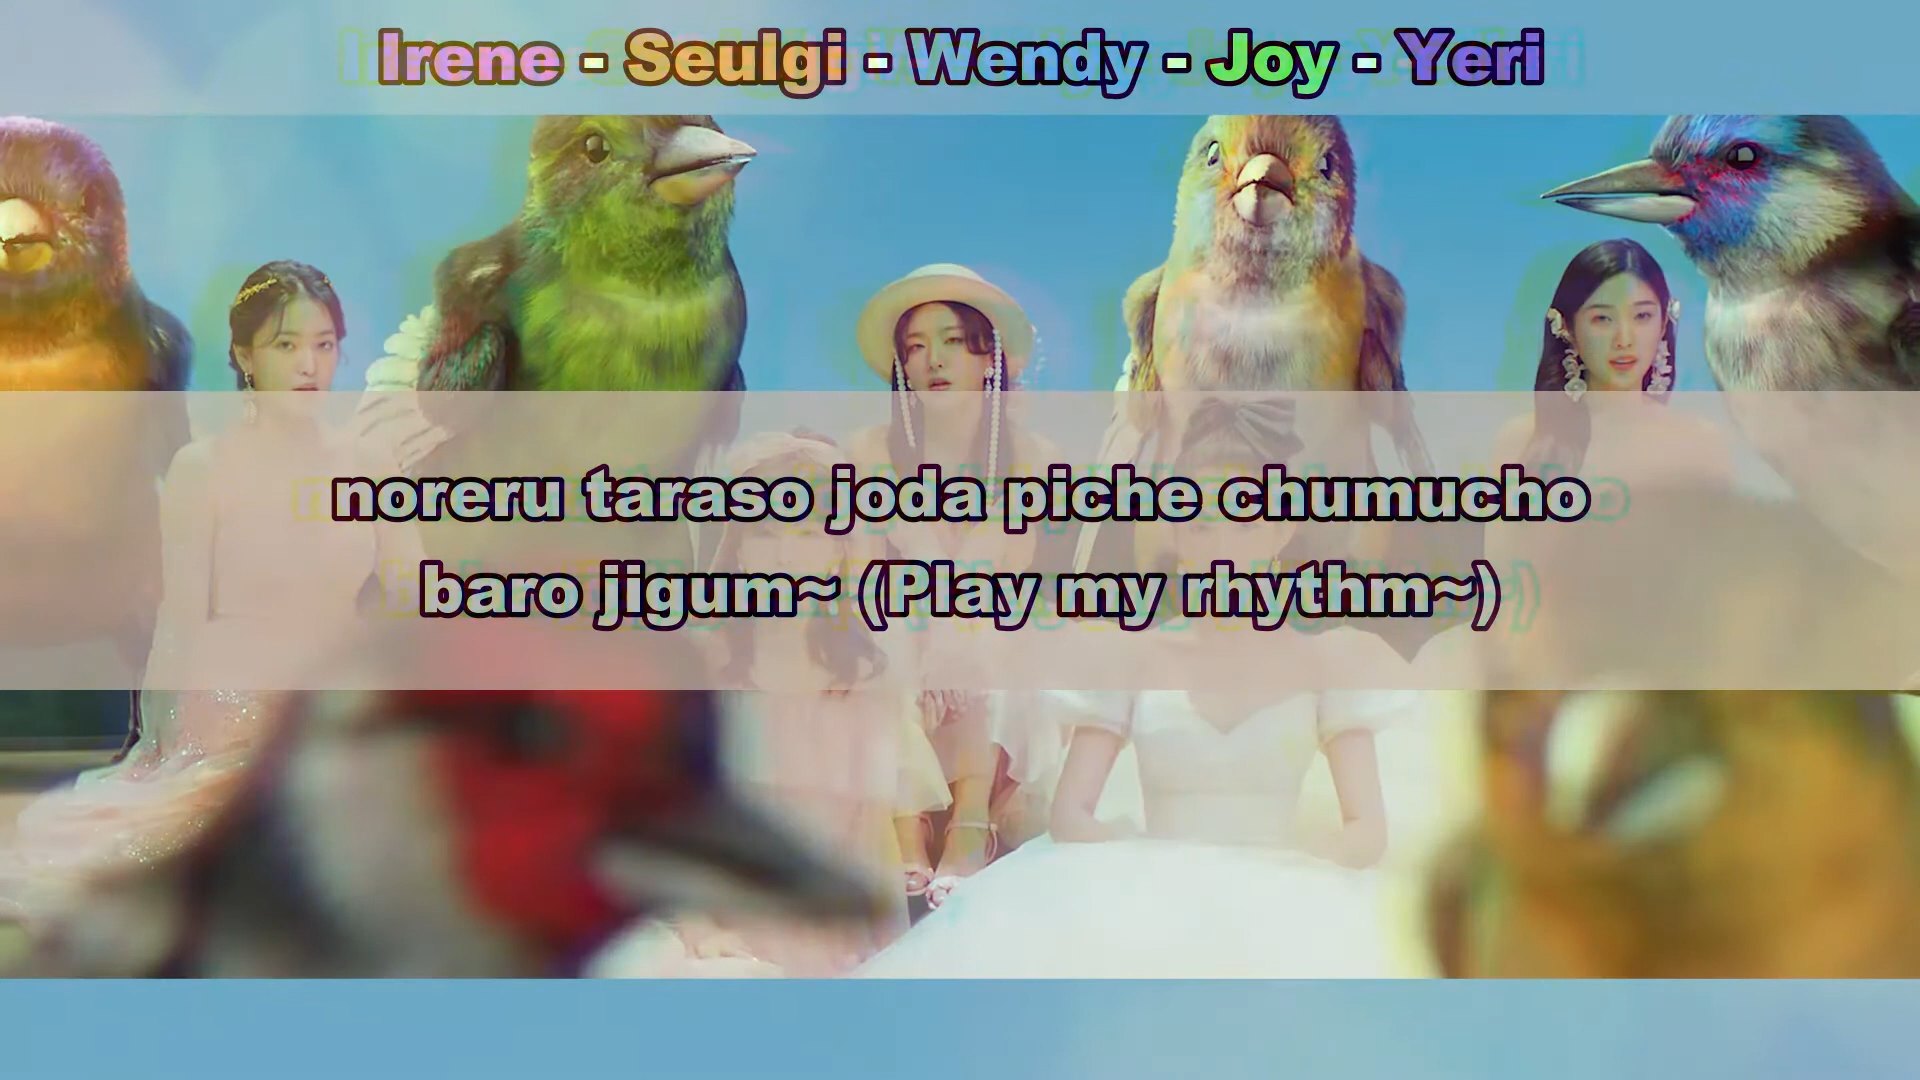 Irene - Seulgi - Wendy - Joy - Yeri
noreru taraso joda piche chumucho
baro jigum~ (Play my rhythm~)